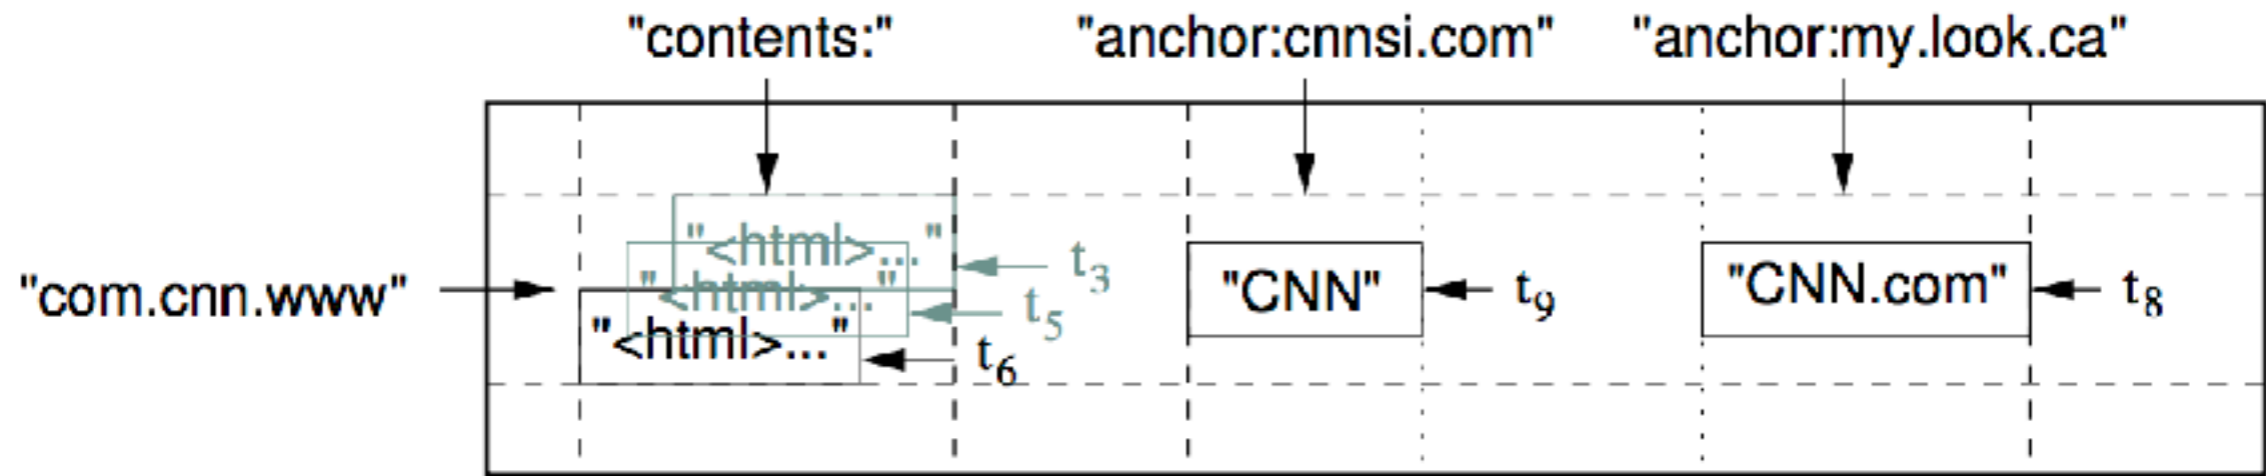 "contents:" "anchor:cnnsi.com" "anchor:my.look.ca"
"<html>..." t3
"com.cnn.www" "<html>..." t5 "CNN" t9 "CNN.com" t8
"<html>..." t6